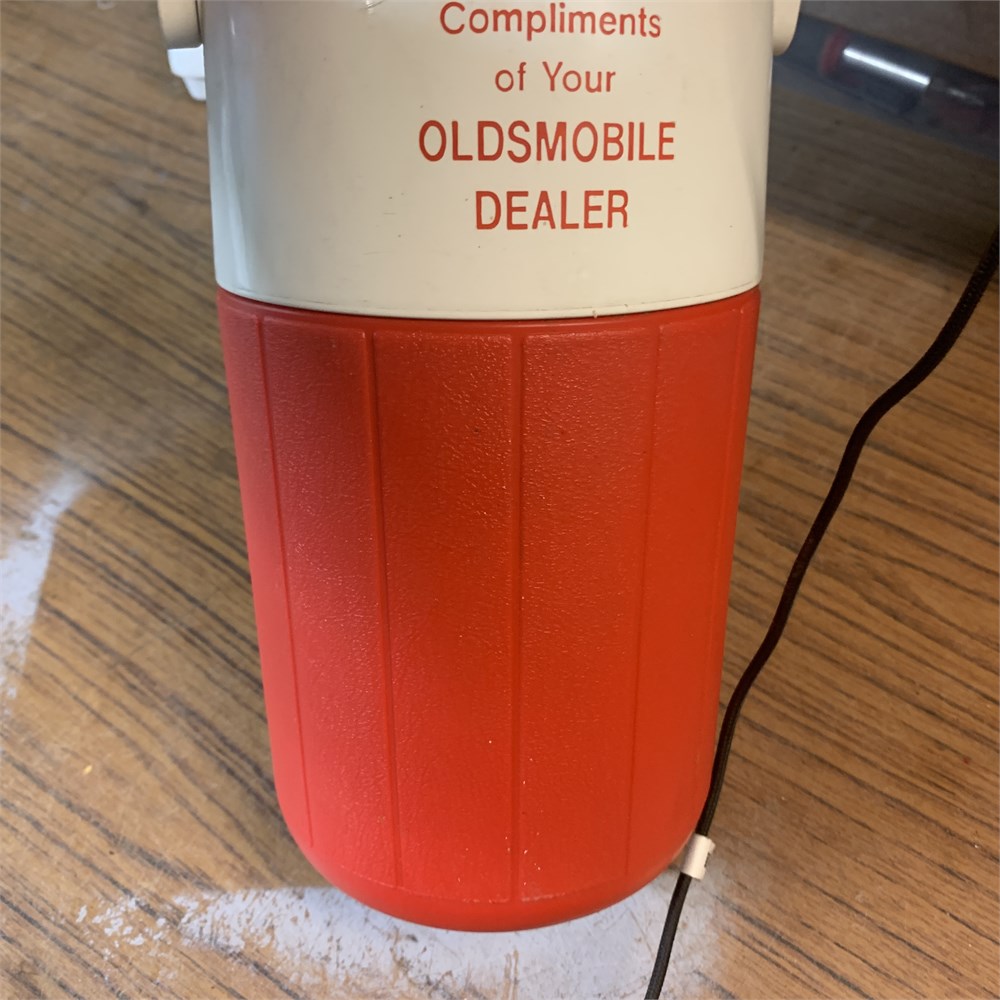 Compliments
of Your
OLDSMOBILE
DEALER